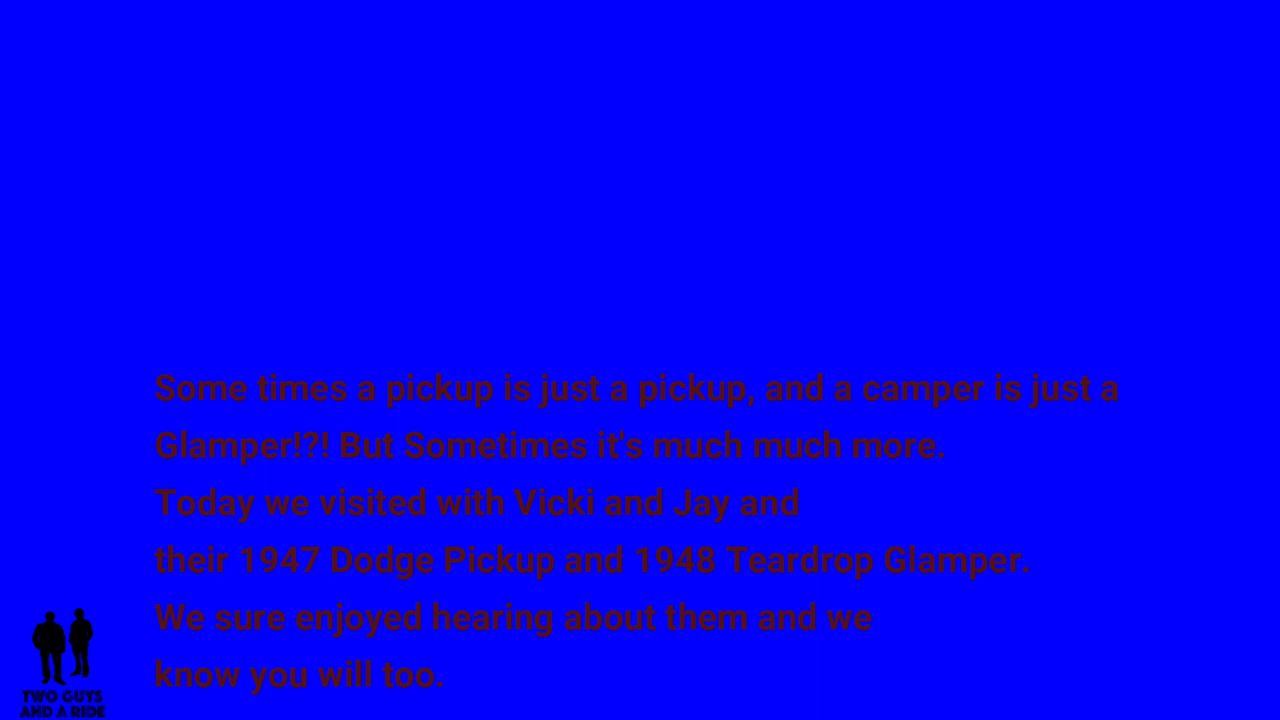 Some times a pickup is just a pickup, and a camper is just a
Glamper!?! But Sometimes it's much much more.
Today we visited with Vicki and Jay and
their 1947 Dodge Pickup and 1948 Teardrop Glamper.
We sure enjoyed hearing about them and we
know you will too.
TWO GUYS
AND A RIDE